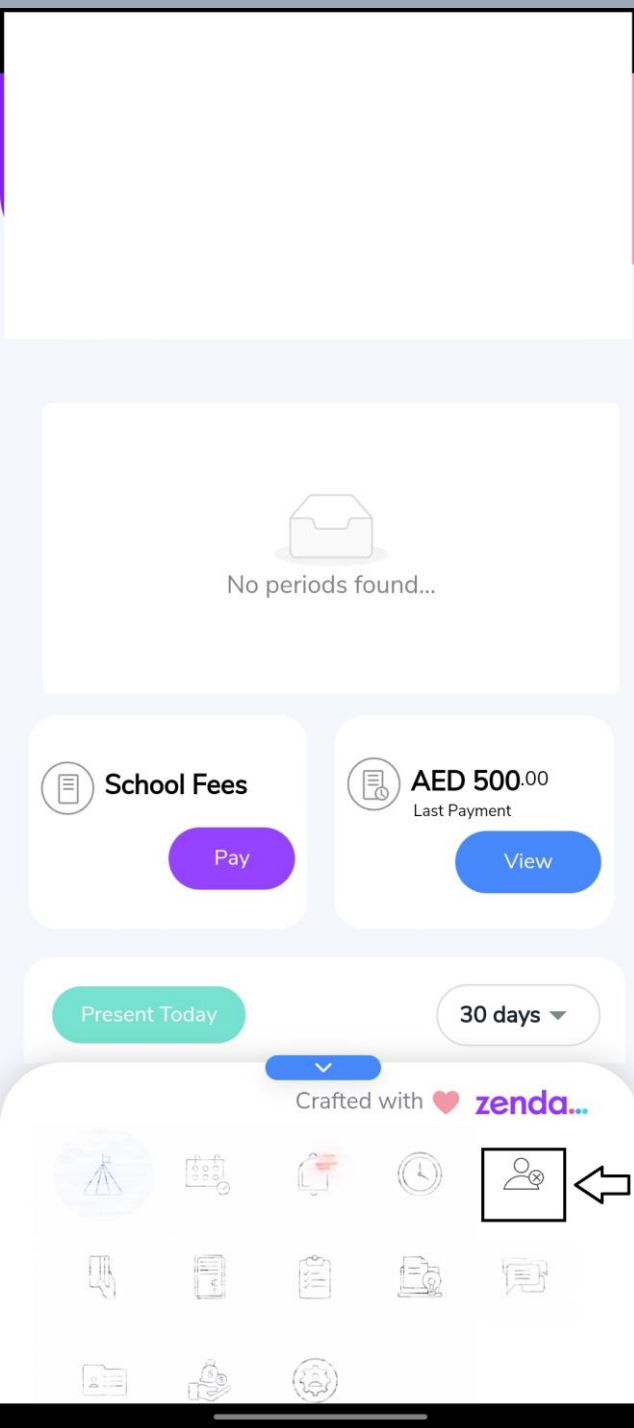 No periods found...
School Fees
Pay
AED 500.00
Last Payment
View
Present Today
30 days
Crafted with zenda...